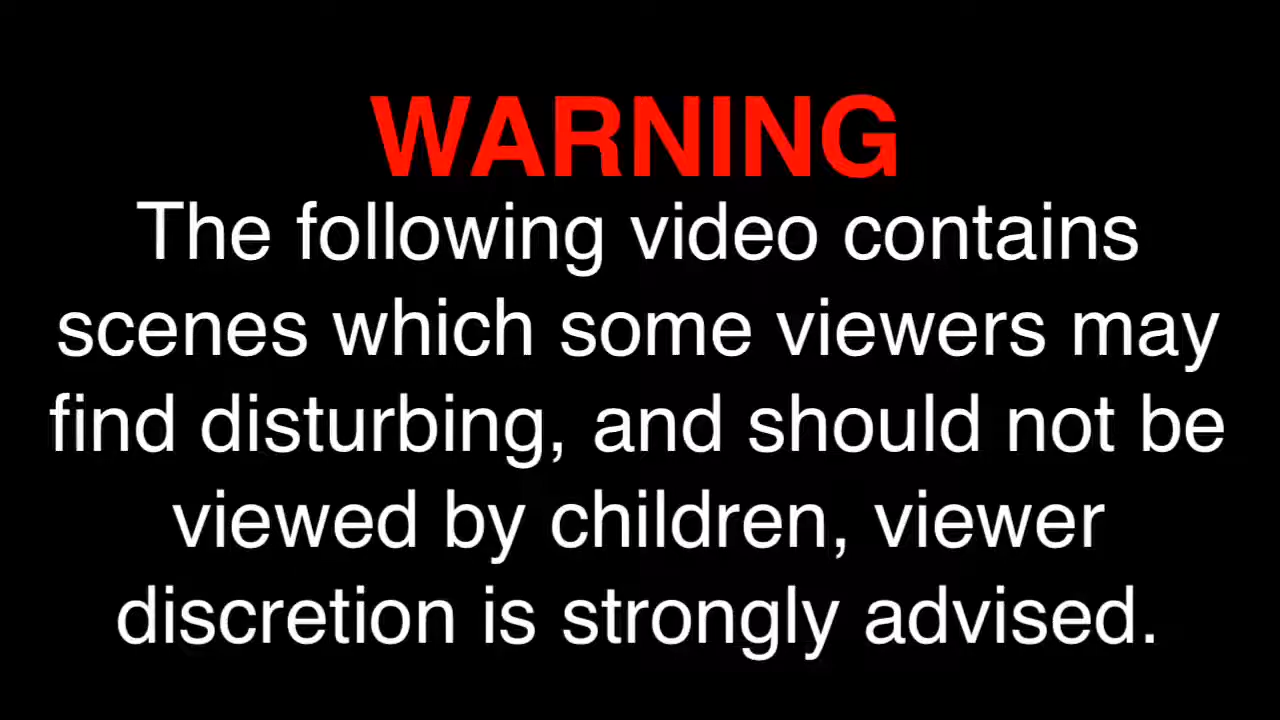 WARNING
The following video contains
scenes which some viewers may
find disturbing, and should not be
viewed by children, viewer
discretion is strongly advised.